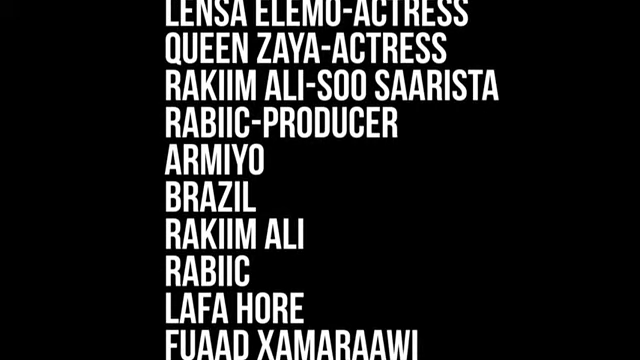 LENSA ELEMO-ACTRESS
QUEEN ZAYA-ACTRESS
RAKIIM ALI-SOO SAARISTA
RABIIC-PRODUCER
ARMIYO
BRAZIL
RAKIIM ALI
RABIIC
LAFA HORE
FUAAD XAMARAAWI